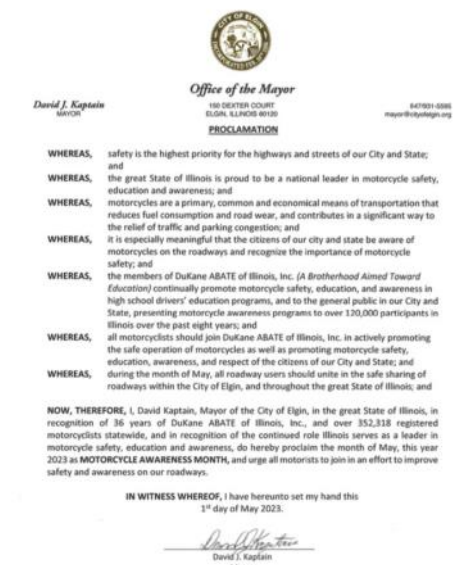 CITY OF ELGIN
Office of the Mayor
David J. Kaptain
MAYOR
150 DEXTER COURT
ELGIN, ILLINOIS 60120
847/931-5595
mayor@cityofelgin.org
PROCLAMATION
WHEREAS, safety is the highest priority for the highways and streets of our City and State;
and
WHEREAS, the great State of Illinois is proud to be a national leader in motorcycle safety,
education and awareness; and
WHEREAS, motorcycles are a primary, common and economical means of transportation that
reduces fuel consumption and road wear, and contributes in a significant way to
the relief of traffic and parking congestion; and
WHEREAS, it is especially meaningful that the citizens of our city and state be aware of
motorcycles on the roadways and recognize the importance of motorcycle
safety; and
WHEREAS, the members of DuKane ABATE of Illinois, Inc. (A Brotherhood Aimed Toward
Education) continually promote motorcycle safety, education, and awareness in
high school drivers' education programs, and to the general public in our City and
State, presenting motorcycle awareness programs to over 120,000 participants in
Illinois over the past eight years; and
WHEREAS, all motorcyclists should join DuKane ABATE of Illinois, Inc. in actively promoting
the safe operation of motorcycles as well as promoting motorcycle safety,
education, awareness, and respect of the citizens of our City and State; and
WHEREAS, during the month of May, all roadway users should unite in the safe sharing of
roadways within the City of Elgin, and throughout the great State of Illinois; and
NOW, THEREFORE, I, David Kaptain, Mayor of the City of Elgin, in the great State of Illinois, in
recognition of 36 years of DuKane ABATE of Illinois, Inc., and over 352,318 registered
motorcyclists statewide, and in recognition of the continued role Illinois serves as a leader in
motorcycle safety, education and awareness, do hereby proclaim the month of May, this year
2023 as MOTORCYCLE AWARENESS MONTH, and urge all motorists to join in an effort to improve
safety and awareness on our roadways.
IN WITNESS WHEREOF, I have hereunto set my hand this
1st day of May 2023.
David J Kaptain
David J. Kaptain